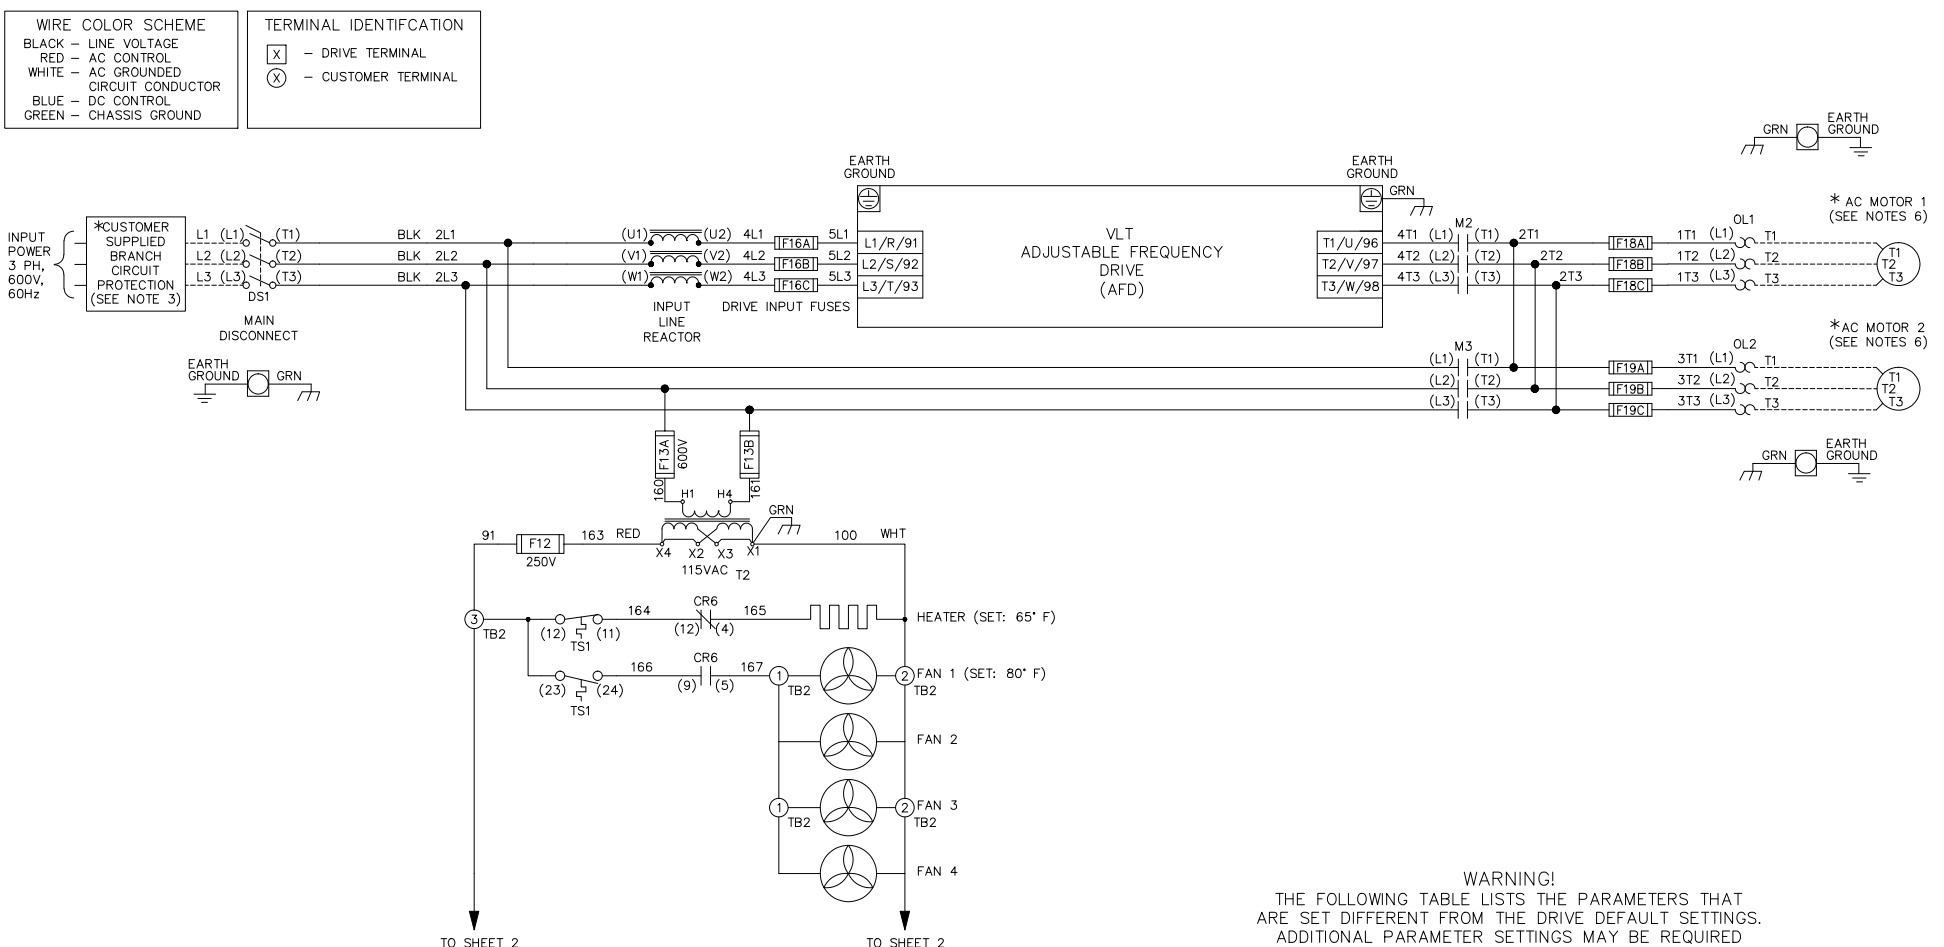 WIRE COLOR SCHEME
BLACK – LINE VOLTAGE
RED – AC CONTROL
WHITE – AC GROUNDED
CIRCUIT CONDUCTOR
BLUE – DC CONTROL
GREEN – CHASSIS GROUND
TERMINAL IDENTIFCATION
X – DRIVE TERMINAL
X – CUSTOMER TERMINAL
GRN
EARTH
GROUND
EARTH
GROUND
EARTH
GROUND
GRN
INPUT
POWER
3 PH,
600V,
60Hz
*CUSTOMER
SUPPLIED
BRANCH
CIRCUIT
PROTECTION
(SEE NOTE 3)
L1 (L1) (T1) BLK 2L1 (U1) (U2) 4L1 F16A 5L1 L1/R/91
L2 (L2) (T2) BLK 2L2 (V1) (V2) 4L2 F16B 5L2 L2/S/92
L3 (L3) (T3) BLK 2L3 (W1) (W2) 4L3 F16C 5L3 L3/T/93
DS1
MAIN
DISCONNECT
INPUT
LINE
REACTOR
DRIVE INPUT FUSES
VLT
ADJUSTABLE FREQUENCY
DRIVE
(AFD)
M2
OL1
* AC MOTOR 1
(SEE NOTES 6)
T1/U/96 4T1 (L1) (T1) 2T1 F18A 1T1 (L1) T1
T2/V/97 4T2 (L2) (T2) 2T2 F18B 1T2 (L2) T2
T3/W/98 4T3 (L3) (T3) 2T3 F18C 1T3 (L3) T3
T1
T2
T3
EARTH
GROUND
GRN
M3
OL2
*AC MOTOR 2
(SEE NOTES 6)
(L1) (T1) F19A 3T1 (L1) T1
(L2) (T2) F19B 3T2 (L2) T2
(L3) (T3) F19C 3T3 (L3) T3
T1
T2
T3
GRN
EARTH
GROUND
F13A
600V
F13B
160
161
H1 H4
GRN
91 F12 163 RED
250V
X4 X2 X3 X1
115VAC T2
100 WHT
3 TB2
(12) (11)
TS1
164
CR6
(12) (4)
165
HEATER (SET: 65° F)
(23) (24)
TS1
166
CR6
(9) (5)
167
1 TB2
2 TB2
FAN 1 (SET: 80° F)
FAN 2
1 TB2
2 TB2
FAN 3
FAN 4
TO SHEET 2
TO SHEET 2
WARNING!
THE FOLLOWING TABLE LISTS THE PARAMETERS THAT
ARE SET DIFFERENT FROM THE DRIVE DEFAULT SETTINGS.
ADDITIONAL PARAMETER SETTINGS MAY BE REQUIRED